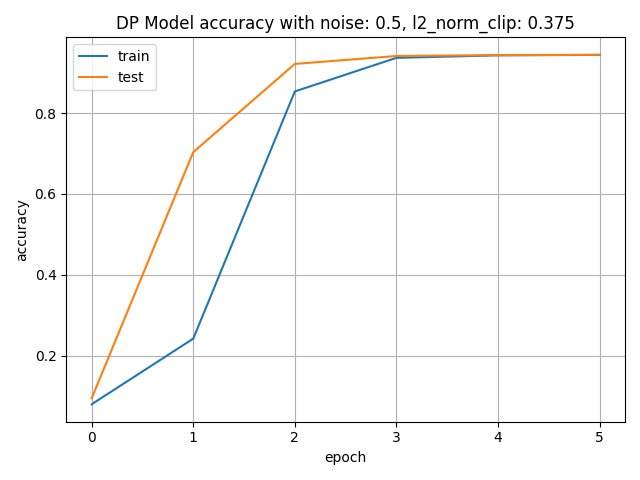 DP Model accuracy with noise: 0.5, l2_norm_clip: 0.375
train
test
0.8
0.6
0.4
0.2
accuracy
0 1 2 3 4 5
epoch